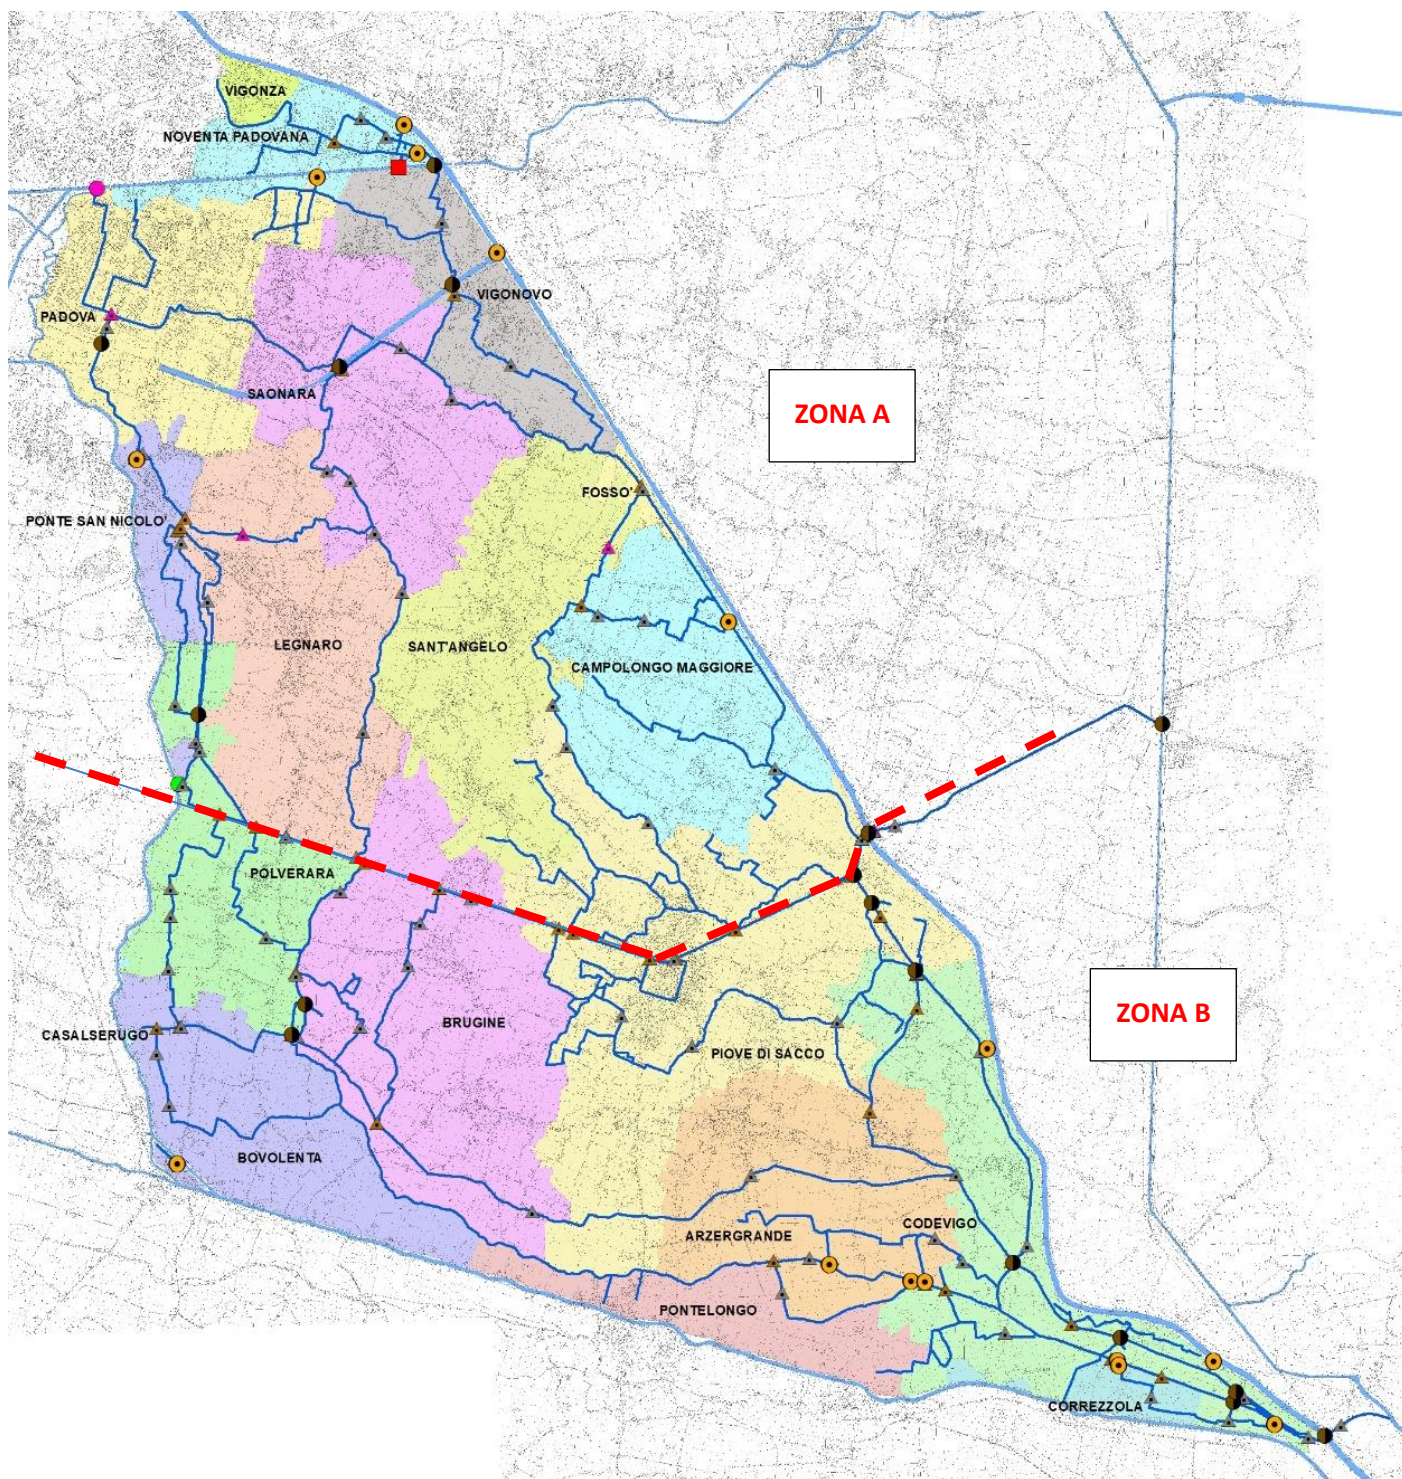 VIGONZA
NOVENTA PADOVANA
VIGONOVO
PADOVA
SAONARA
ZONA A
FOSSO'
PONTE SAN NICOLO'
LEGNARO
SANT'ANGELO
CAMPOLONGO MAGGIORE
POLVERARA
ZONA B
BRUGINE
CASALSERUGO
PIOVE DI SACCO
BOVOLENTA
CODEVIGO
ARZERGRANDE
PONTELONGO
CORREZZOLA